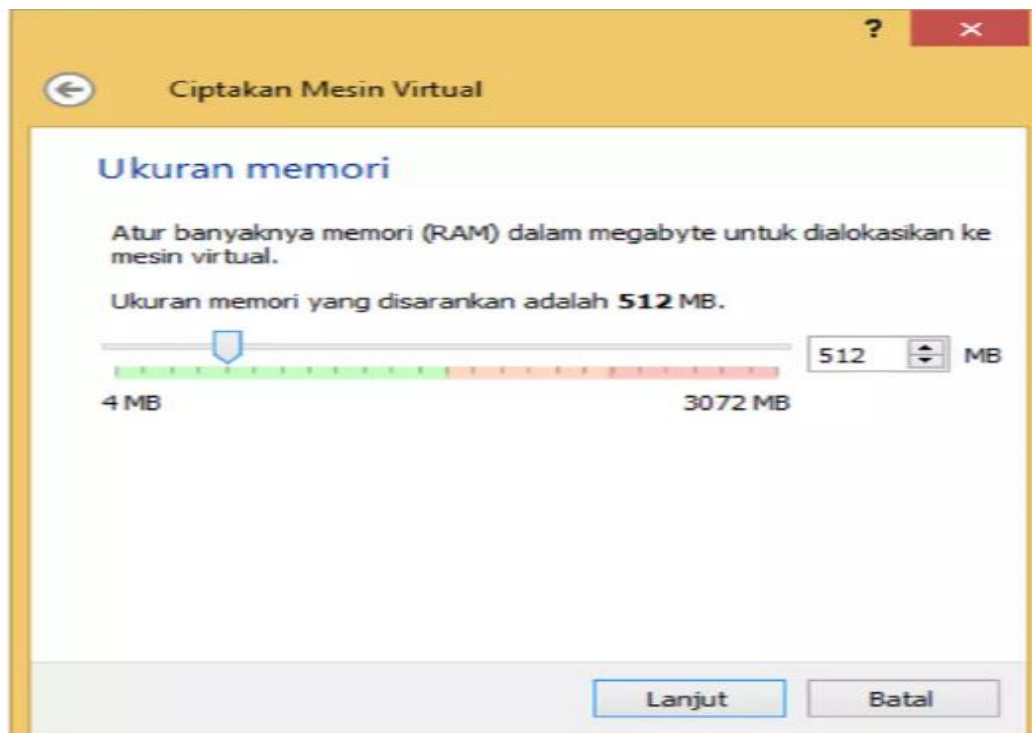 ?
Ciptakan Mesin Virtual
Ukuran memori
Atur banyaknya memori (RAM) dalam megabyte untuk dialokasikan ke
mesin virtual.
Ukuran memori yang disarankan adalah 512 MB.
512 MB
4 MB 3072 MB
Lanjut Batal